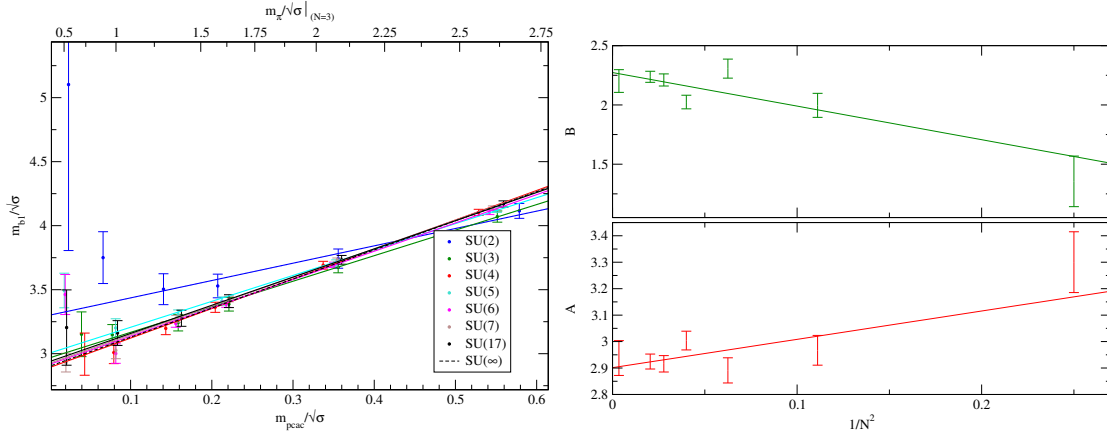 m_π/√σ|_(N=3)
0.5 1 1.5 1.75 2 2.25 2.5 2.75
m_b1/√σ
5
4.5
4
3.5
3
SU(2)
SU(3)
SU(4)
SU(5)
SU(6)
SU(7)
SU(17)
SU(∞)
0 0.1 0.2 0.3 0.4 0.5 0.6
m_pcac/√σ
2.5
2
1.5
B
3.4
3.3
3.2
3.1
3
2.9
2.8
A
0 0.1 0.2
1/N²